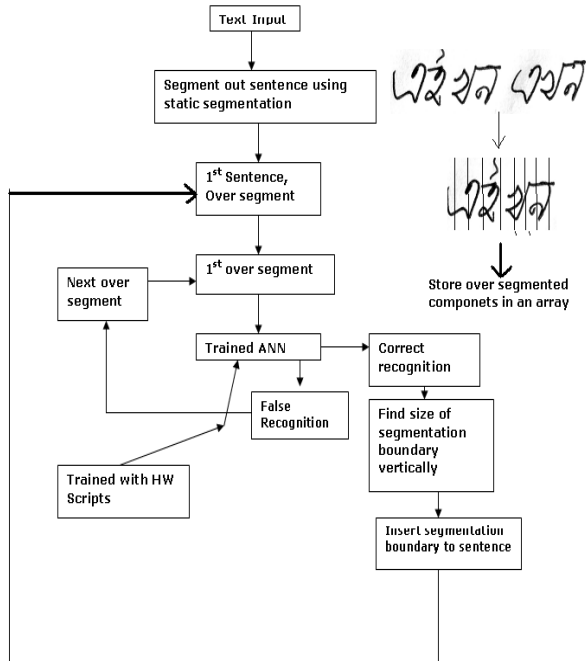 Text Input
Segment out sentence using
static segmentation
1st Sentence,
Over segment
1st over segment
Next over
segment
Trained ANN
Correct
recognition
False
Recognition
Find size of
segmentation
boundary
vertically
Trained with HW
Scripts
Insert segmentation
boundary to sentence
Store over segmented
componets in an array